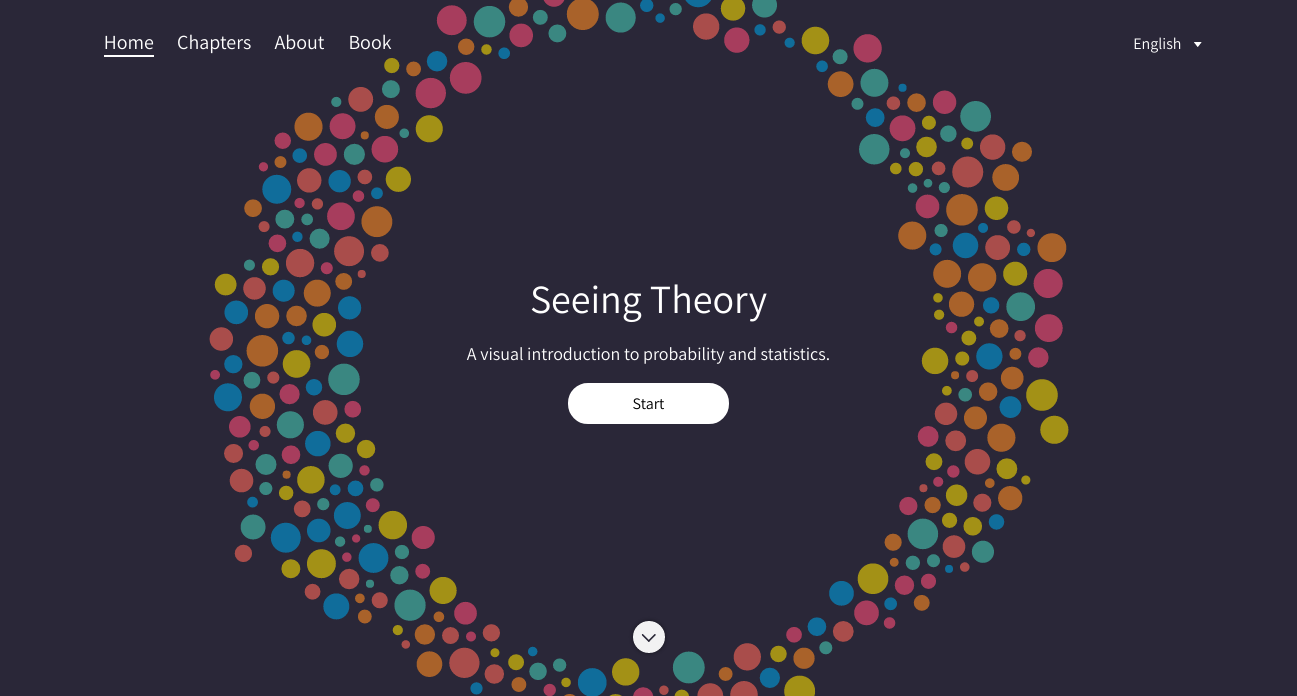 Home Chapters About Book English
Seeing Theory
A visual introduction to probability and statistics.
Start